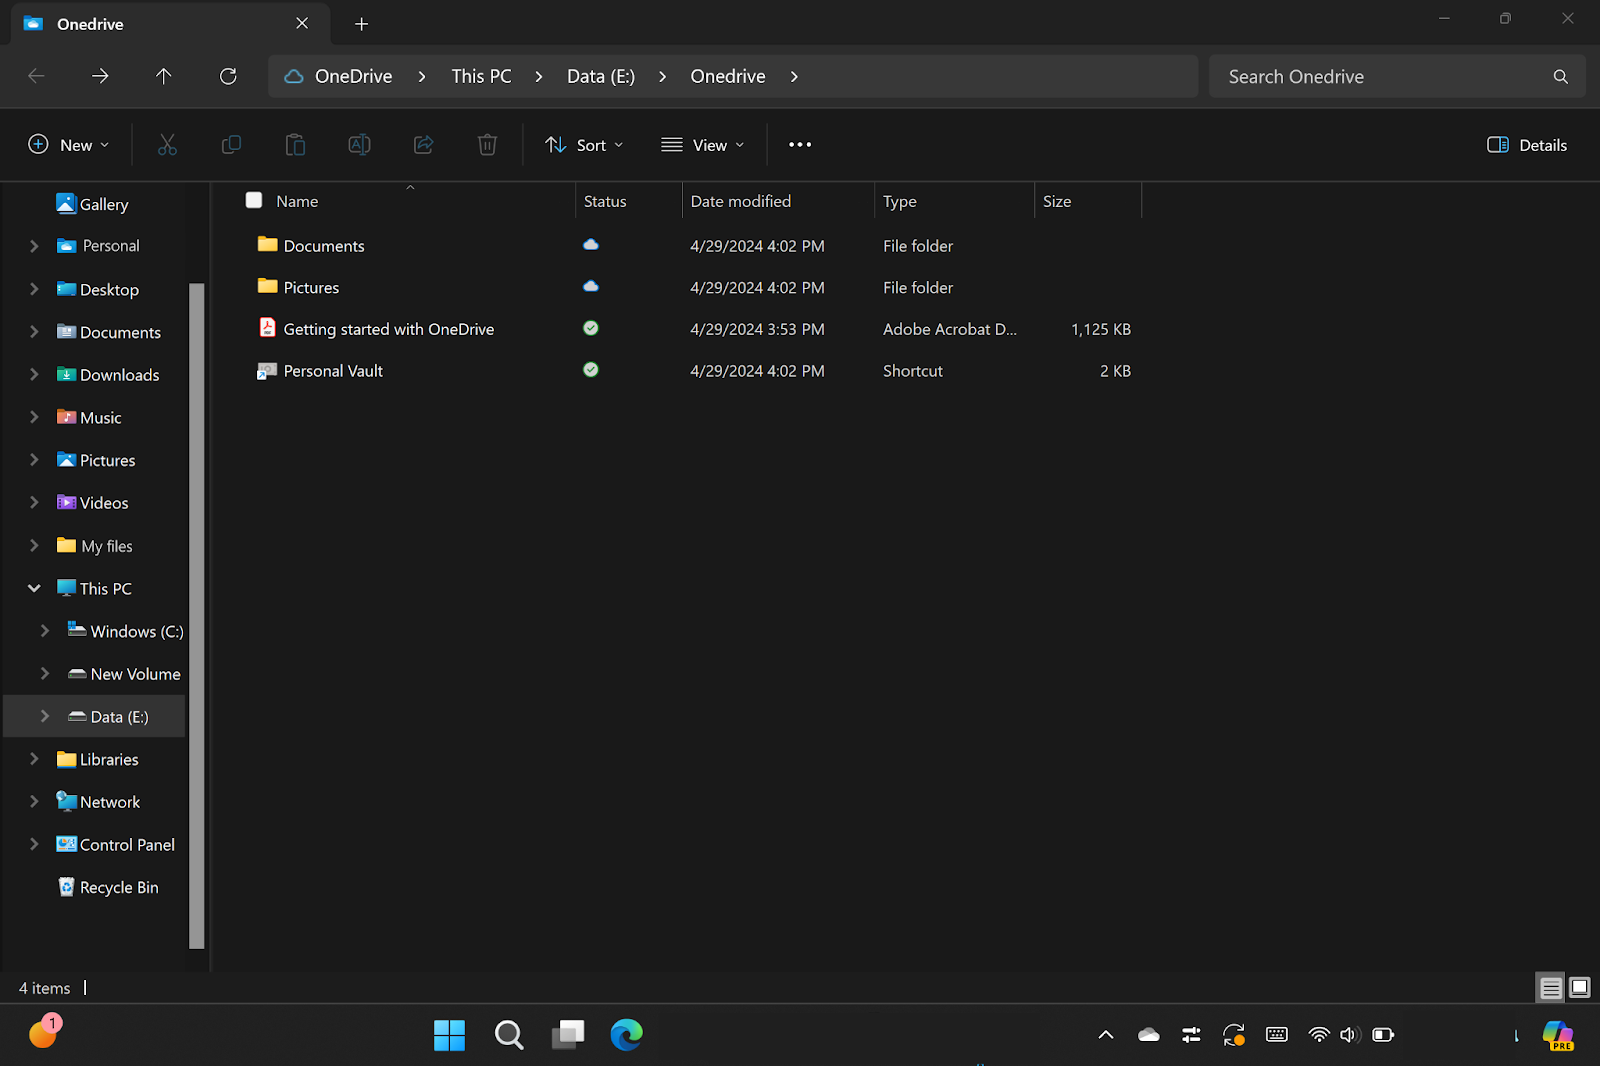 Onedrive
OneDrive > This PC > Data (E:) > Onedrive >
Search Onedrive
New
Sort
View
Details
Name Status Date modified Type Size
Documents 4/29/2024 4:02 PM File folder
Pictures 4/29/2024 4:02 PM File folder
Getting started with OneDrive 4/29/2024 3:53 PM Adobe Acrobat D... 1,125 KB
Personal Vault 4/29/2024 4:02 PM Shortcut 2 KB
Gallery
Personal
Desktop
Documents
Downloads
Music
Pictures
Videos
My files
This PC
Windows (C:)
New Volume
Data (E:)
Libraries
Network
Control Panel
Recycle Bin
4 items
1
PRE